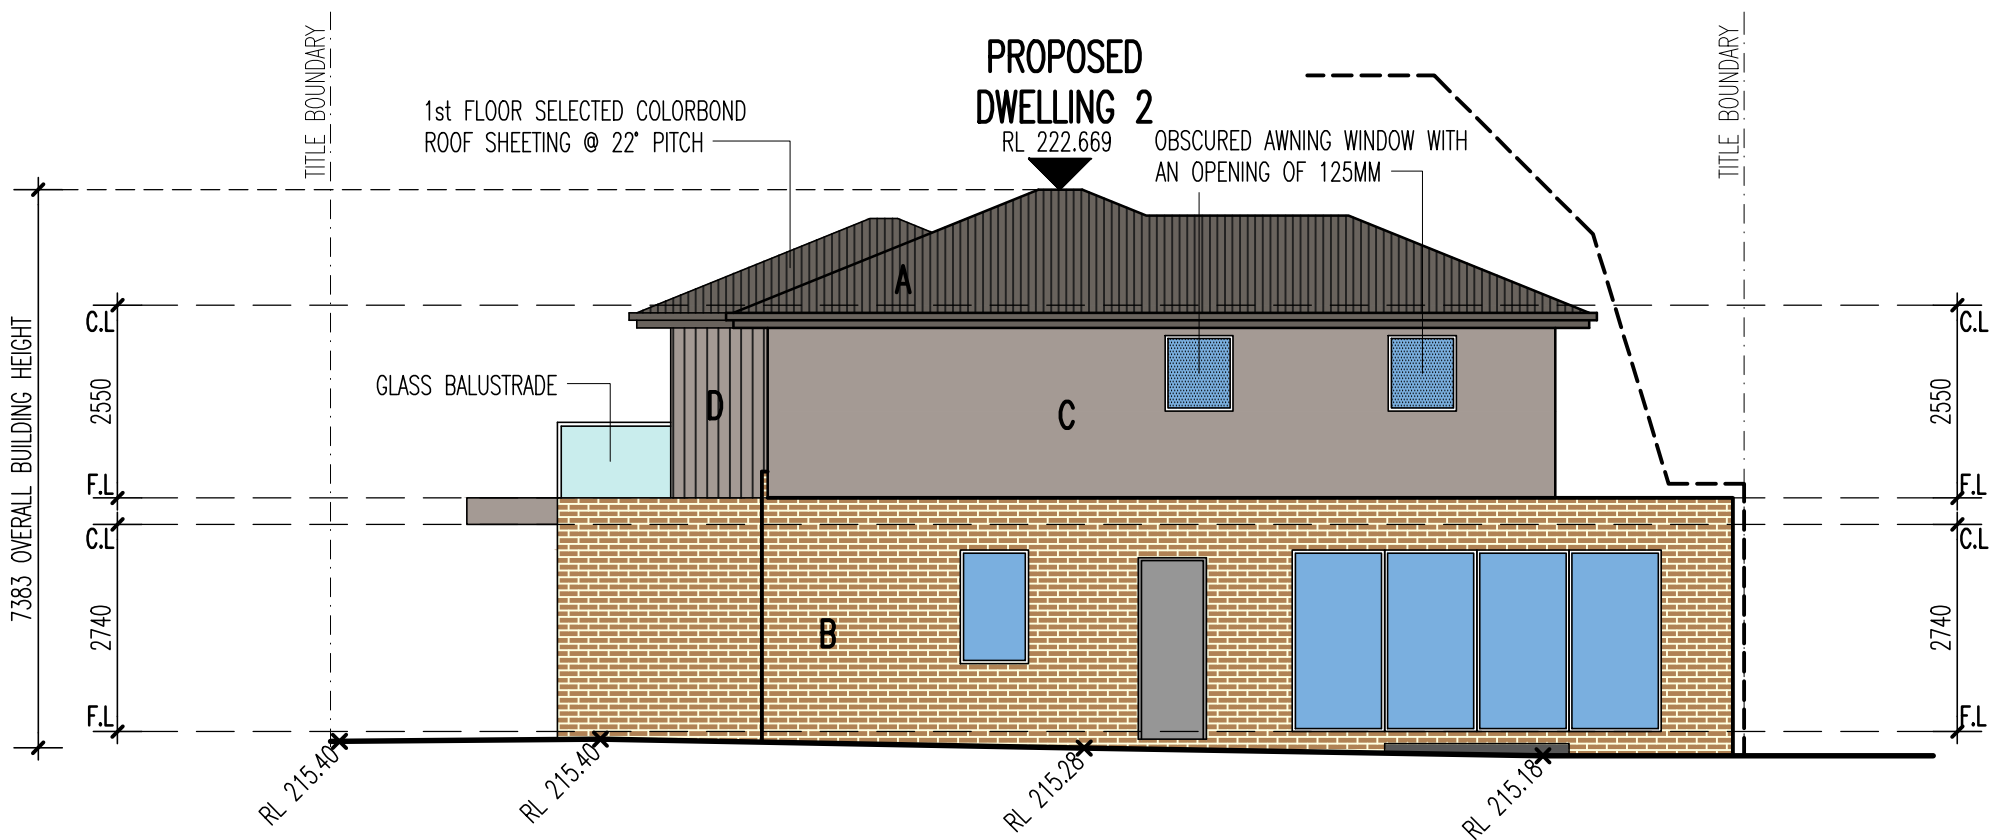 TITLE BOUNDARY
PROPOSED
DWELLING 2
RL 222.669
TITLE BOUNDARY
1st FLOOR SELECTED COLORBOND
ROOF SHEETING @ 22° PITCH
OBSCURED AWNING WINDOW WITH
AN OPENING OF 125MM
A
C.L
C.L
7383 OVERALL BUILDING HEIGHT
2550
GLASS BALUSTRADE
D
C
2550
F.L
F.L
C.L
C.L
2740
B
2740
F.L
F.L
RL 215.40
RL 215.40
RL 215.28
RL 215.18